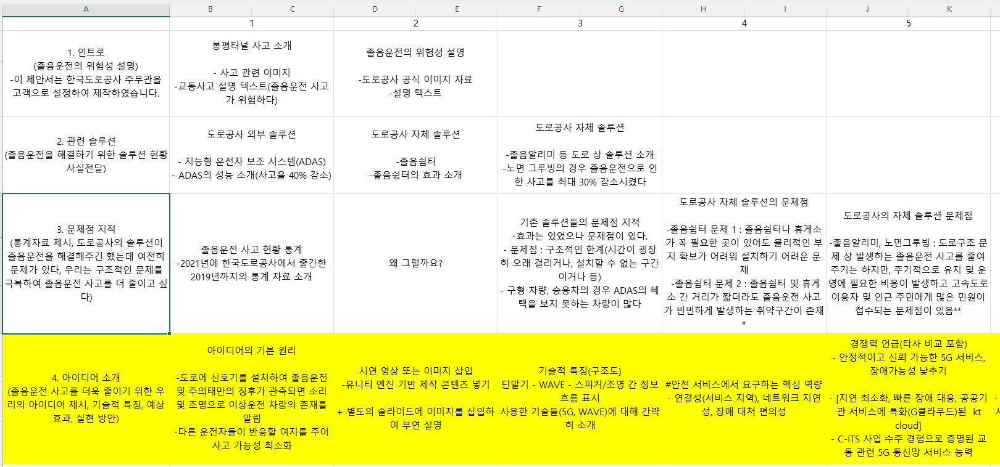 A B C D E F G H I J K
1 2 3 4 5
1. 인트로
(졸음운전의 위험성 설명)
-이 제안서는 한국도로공사 주무관을
고객으로 설정하여 제작하였습니다.
봉평터널 사고 소개
- 사고 관련 이미지
-교통사고 설명 텍스트(졸음운전 사고
가 위험하다)
졸음운전의 위험성 설명
-도로공사 공식 이미지 자료
-설명 텍스트
2. 관련 솔루션
(졸음운전을 해결하기 위한 솔루션 현황
사실전달)
도로공사 외부 솔루션
- 지능형 운전자 보조 시스템(ADAS)
- ADAS의 성능 소개(사고율 40% 감소)
도로공사 자체 솔루션
-졸음쉼터
-졸음쉼터의 효과 소개
도로공사 자체 솔루션
-졸음알리미 등 도로 상 솔루션 소개
-노면 그루빙의 경우 졸음운전으로 인
한 사고를 최대 30% 감소시켰다
3. 문제점 지적
(통계자료 제시, 도로공사의 솔루션이
졸음운전을 해결해주긴 했는데 여전히
문제가 있다, 우리는 구조적인 문제를
극복하여 졸음운전 사고를 더 줄이고 싶
다)
졸음운전 사고 현황 통계
-2021년에 한국도로공사에서 출간한
2019년까지의 통계 자료 소개
왜 그럴까요?
기존 솔루션들의 문제점 지적
-효과는 있었으나 문제점이 있다.
- 문제점 : 구조적인 한계(시간이 굉장
히 오래 걸리거나, 설치할 수 없는 구간
이거나 등)
- 구형 차량, 승용차의 경우 ADAS의 혜
택을 보지 못하는 차량이 많다
도로공사 자체 솔루션의 문제점
-졸음쉼터 문제 1 : 졸음쉼터나 휴게소
가 꼭 필요한 곳이 있어도 물리적인 부
지 확보가 어려워 설치하기 어려운 문
제
-졸음쉼터 문제 2 : 졸음쉼터 및 휴게
소 간 거리가 짧더라도 졸음운전 사고
가 빈번하게 발생하는 취약구간이 존재
*
도로공사의 자체 솔루션 문제점
-졸음알리미, 노면그루빙 : 도로구조 문
제 상 발생하는 졸음운전 사고를 줄여
주기는 하지만, 주기적으로 유지 및 운
영에 필요한 비용이 발생하고 고속도로
이용자 및 인근 주민에게 많은 민원이
접수되는 문제점이 있음**
4. 아이디어 소개
(졸음운전 사고를 더욱 줄이기 위한 우
리의 아이디어 제시, 기술적 특징, 예상
효과, 실현 방안)
아이디어의 기본 원리
-도로에 신호기를 설치하여 졸음운전
및 주의태만의 징후가 관측되면 소리
및 조명으로 이상운전 차량의 존재를
알림
-다른 운전자들이 반응할 여지를 주어
사고 가능성 최소화
시연 영상 또는 이미지 삽입
-유니티 엔진 기반 제작 콘텐츠 넣기
+ 별도의 슬라이드에 이미지를 삽입하
여 부연 설명
기술적 특징(구조도)
단말기 - WAVE - 스피커/조명 간 정보
흐름 표시
사용한 기술들(5G, WAVE)에 대해 간략
히 소개
#안전 서비스에서 요구하는 핵심 역량
- 연결성(서비스 지역), 네트워크 지연
성, 장애 대처 편의성
경쟁력 언급(타사 비교 포함)
- 안정적이고 신뢰 가능한 5G 서비스,
장애가능성 낮추기
- [지연 최소화, 빠른 장애 대응, 공공기
관 서비스에 특화(G클라우드)된 kt
cloud]
- C-ITS 사업 수주 경험으로 증명된 교
통 관련 5G 통신망 서비스 능력